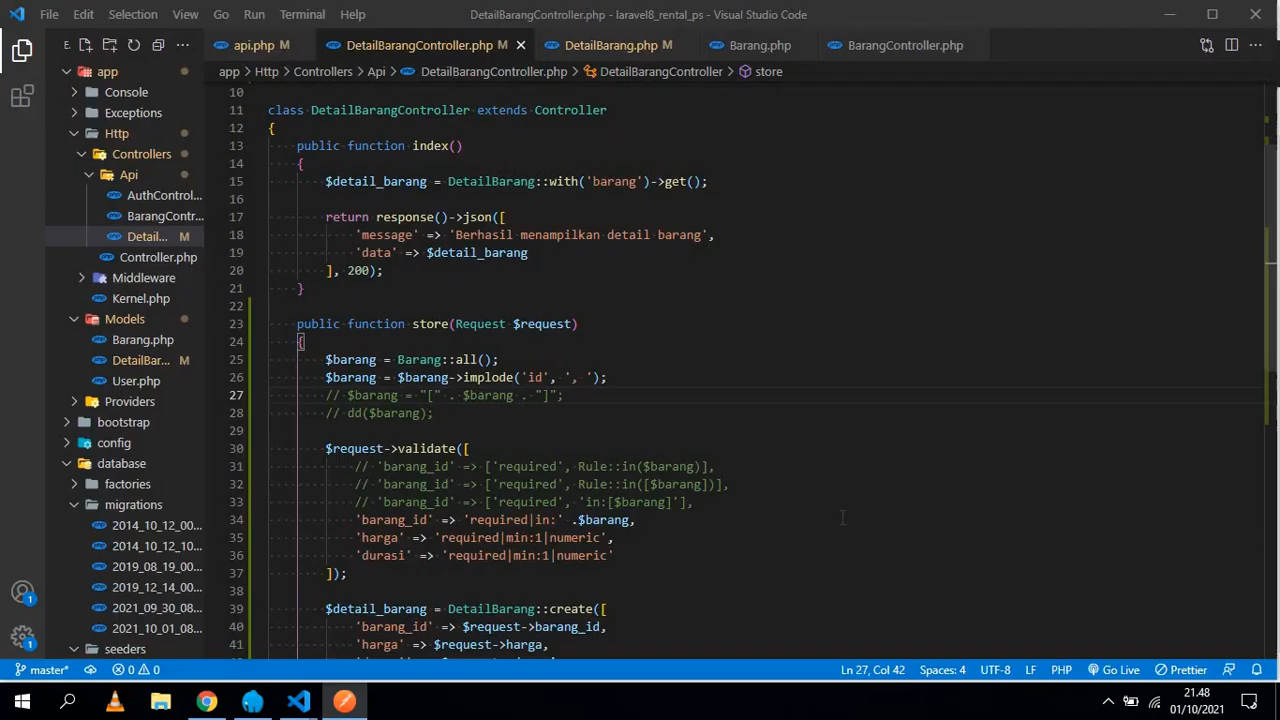 File Edit Selection View Go Run Terminal Help DetailBarangController.php - laravel8_rental_ps - Visual Studio Code
E api.php M DetailBarangController.php M DetailBarang.php M Barang.php BarangController.php
app > Http > Controllers > Api > DetailBarangController.php > DetailBarangController > store
app
Console
Exceptions
Http
Controllers
Api
AuthControl...
BarangContr...
Detail... M
Controller.php
Middleware
Kernel.php
Models
Barang.php
DetailBar... M
User.php
Providers
bootstrap
config
database
factories
migrations
2014_10_12_00...
2014_10_12_10...
2019_08_19_00...
2019_12_14_00...
2021_09_30_08...
2021_10_01_08...
seeders
1
1
10
11 class DetailBarangController extends Controller
12 {
13 public function index()
14 {
15 $detail_barang = DetailBarang::with('barang')->get();
16
17 return response()->json([
18 'message' => 'Berhasil menampilkan detail barang',
19 'data' => $detail_barang
20 ], 200);
21 }
22
23 public function store(Request $request)
24 {
25 $barang = Barang::all();
26 $barang = $barang->implode('id', ', ');
27 // $barang = "[" . $barang . "]";
28 // dd($barang);
29
30 $request->validate([
31 // 'barang_id' => ['required', Rule::in($barang)],
32 // 'barang_id' => ['required', Rule::in([$barang])],
33 // 'barang_id' => ['required', 'in:[$barang]'],
34 'barang_id' => 'required|in:' .$barang,
35 'harga' => 'required|min:1|numeric',
36 'durasi' => 'required|min:1|numeric'
37 ]);
38
39 $detail_barang = DetailBarang::create([
40 'barang_id' => $request->barang_id,
41 'harga' => $request->harga,
master* 0 0 Ln 27, Col 42 Spaces: 4 UTF-8 LF PHP Go Live Prettier
21.48
01/10/2021